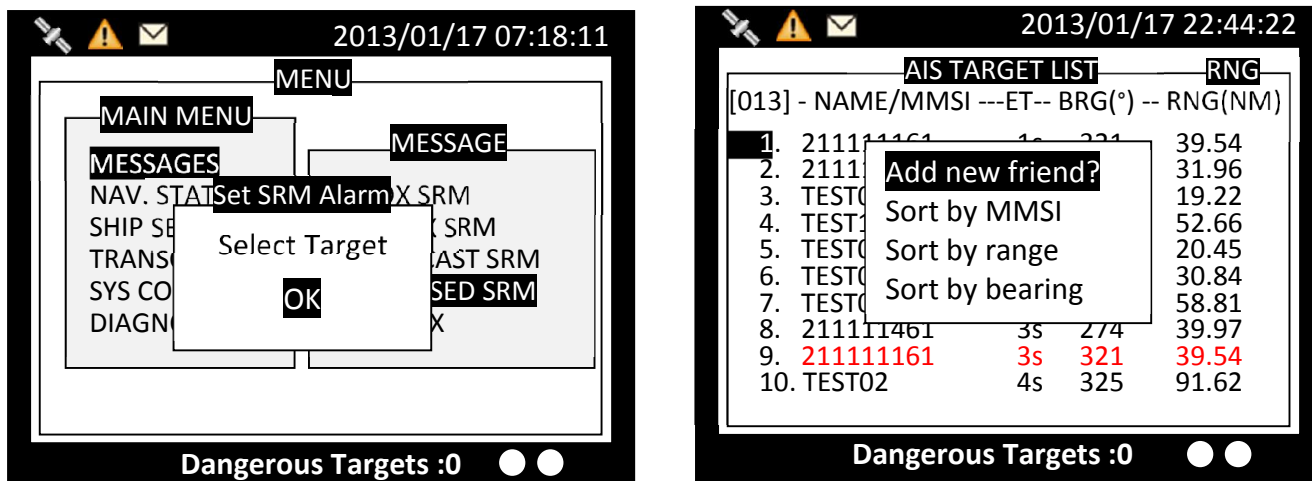 2013/01/17 07:18:11
MENU
MAIN MENU
MESSAGE
MESSAGES
NAV. STAT
SRM
SHIP SE
SRM
TRANS
CAST SRM
SYS CO
SED SRM
DIAGN
X
Set SRM Alarm
Select Target
OK
Dangerous Targets :0
2013/01/17 22:44:22
AIS TARGET LIST RNG
[013] - NAME/MMSI ---ET-- BRG(°) -- RNG(NM)
1. 211111161 1s 321 39.54
2. 2111 31.96
3. TEST0 19.22
4. TEST1 52.66
5. TEST0 20.45
6. TEST0 30.84
7. TEST0 58.81
8. 211111461 3s 274 39.97
9. 211111161 3s 321 39.54
10. TEST02 4s 325 91.62
Add new friend?
Sort by MMSI
Sort by range
Sort by bearing
Dangerous Targets :0